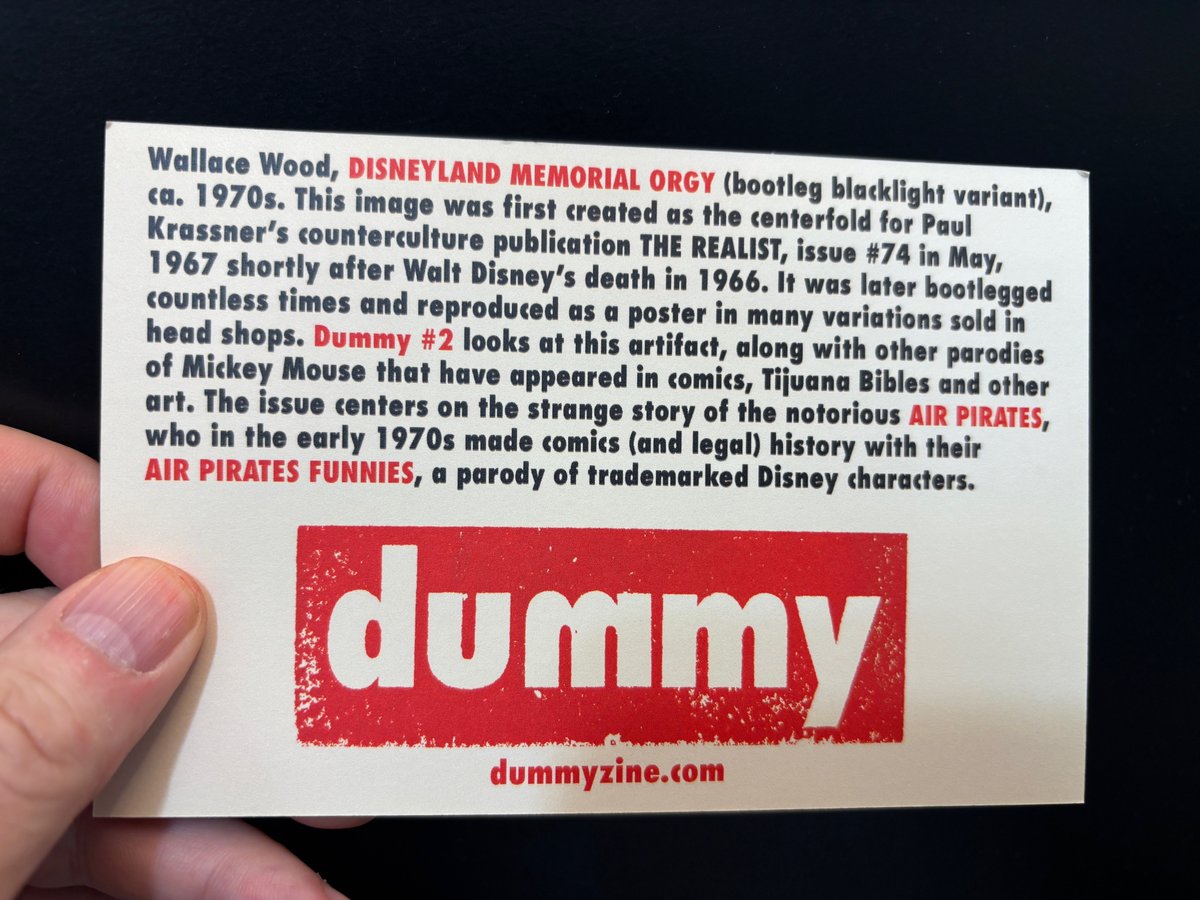 Wallace Wood, DISNEYLAND MEMORIAL ORGY (bootleg blacklight variant),
ca. 1970s. This image was first created as the centerfold for Paul
Krassner's counterculture publication THE REALIST, issue #74 in May,
1967 shortly after Walt Disney's death in 1966. It was later bootlegged
countless times and reproduced as a poster in many variations sold in
head shops. Dummy #2 looks at this artifact, along with other parodies
of Mickey Mouse that have appeared in comics, Tijuana Bibles and other
art. The issue centers on the strange story of the notorious AIR PIRATES,
who in the early 1970s made comics (and legal) history with their
AIR PIRATES FUNNIES, a parody of trademarked Disney characters.
dummy
dummyzine.com